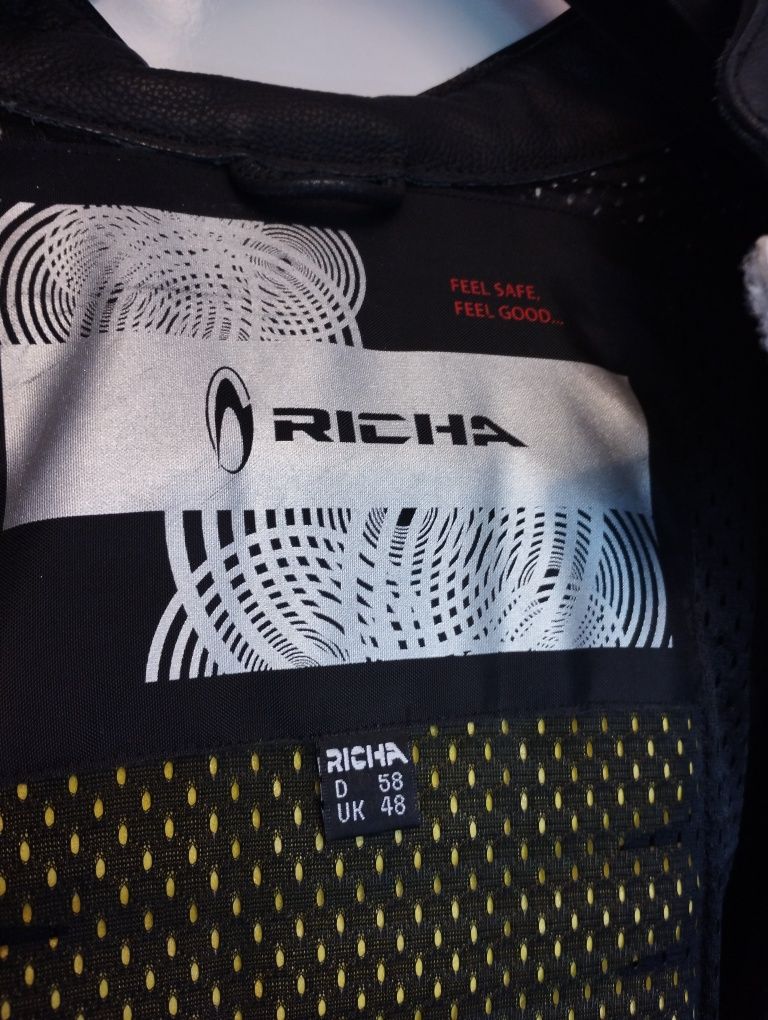 FEEL SAFE,
FEEL GOOD...
RICHA
RICHA
D 58
UK 48